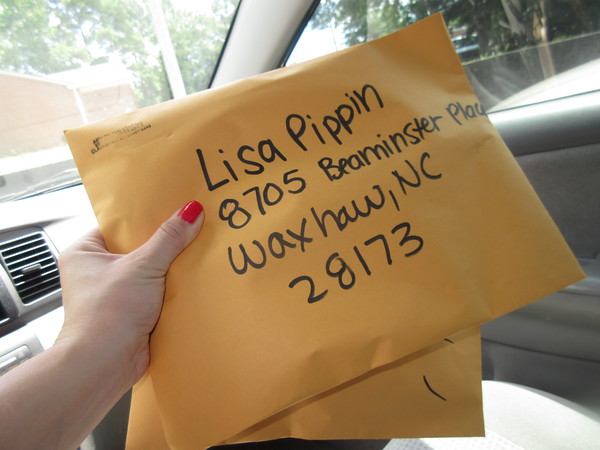 Lisa Pippin
8705 Beaminster Place
Waxhaw, NC
28173